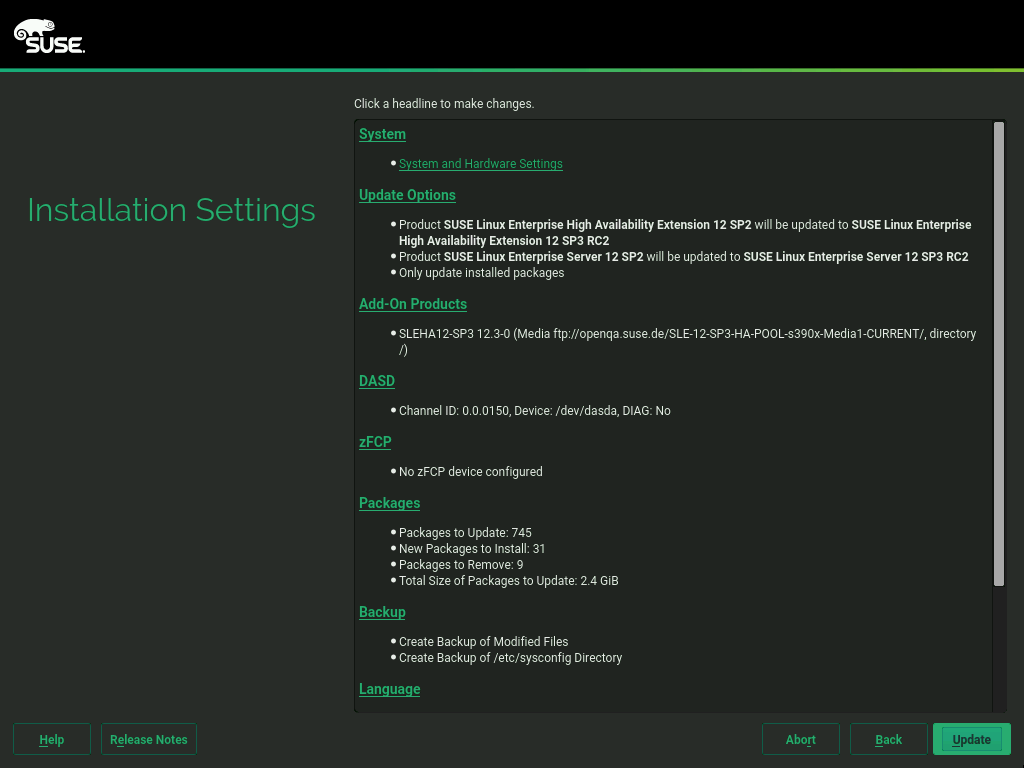 SUSE
Click a headline to make changes.
Installation Settings
System
System and Hardware Settings
Update Options
Product SUSE Linux Enterprise High Availability Extension 12 SP2 will be updated to SUSE Linux Enterprise
High Availability Extension 12 SP3 RC2
Product SUSE Linux Enterprise Server 12 SP2 will be updated to SUSE Linux Enterprise Server 12 SP3 RC2
Only update installed packages
Add-On Products
SLEHA12-SP3 12.3-0 (Media ftp://openqa.suse.de/SLE-12-SP3-HA-POOL-s390x-Media1-CURRENT/, directory
/)
DASD
Channel ID: 0.0.0150, Device: /dev/dasda, DIAG: No
zFCP
No zFCP device configured
Packages
Packages to Update: 745
New Packages to Install: 31
Packages to Remove: 9
Total Size of Packages to Update: 2.4 GiB
Backup
Create Backup of Modified Files
Create Backup of /etc/sysconfig Directory
Language
Help Release Notes Abort Back Update